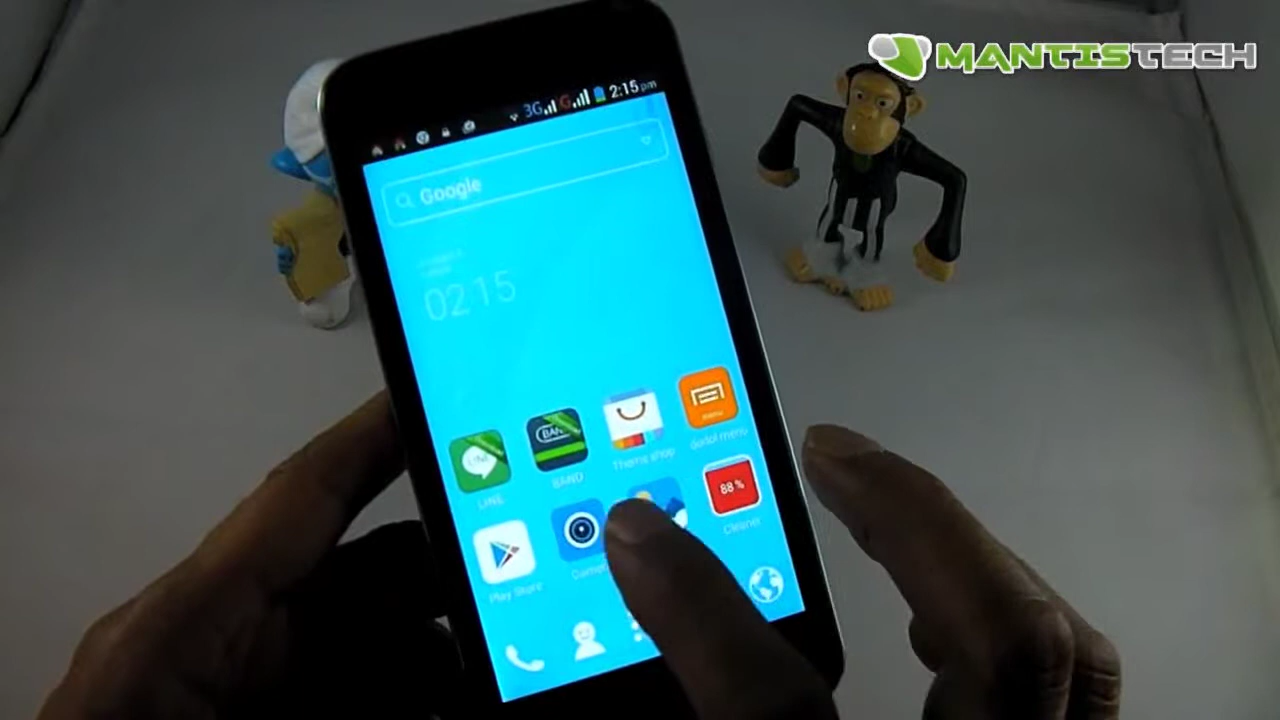 MANTISTECH
3G G 2:15 pm
Google
02:15
LINE BAND Theme shop dodol menu
88%
Play Store Cleaner